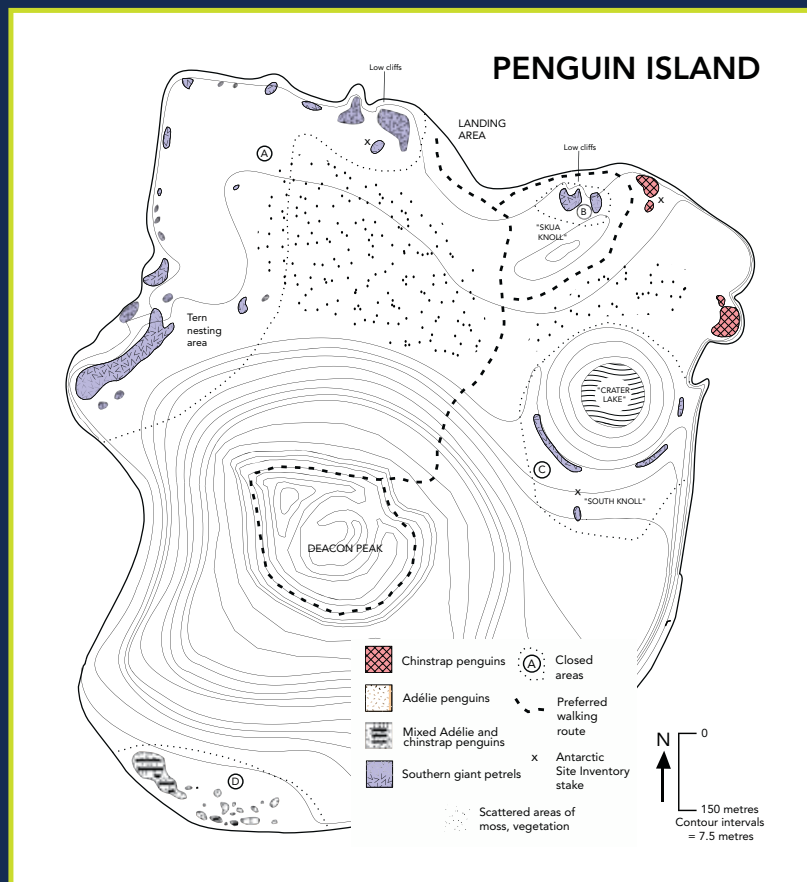 PENGUIN ISLAND
Low cliffs
LANDING
AREA
x
A
Low cliffs
x
B
"SKUA
KNOLL"
Tern
nesting
area
"CRATER
LAKE"
C
x
"SOUTH KNOLL"
DEACON PEAK
Chinstrap penguins
A
Closed
areas
Adélie penguins
Preferred
walking
route
Mixed Adélie and
chinstrap penguins
x
Antarctic
Site Inventory
stake
Southern giant petrels
Scattered areas of
moss, vegetation
N
0
150 metres
Contour intervals
= 7.5 metres
D